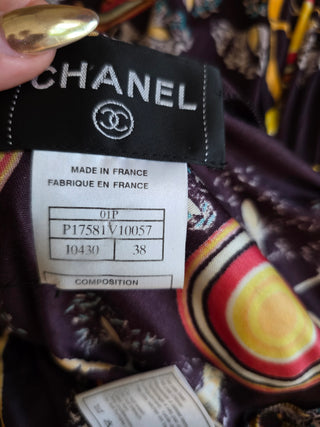 CHANEL
MADE IN FRANCE
FABRIQUE EN FRANCE
01P
P17581V10057
10430 38
COMPOSITION